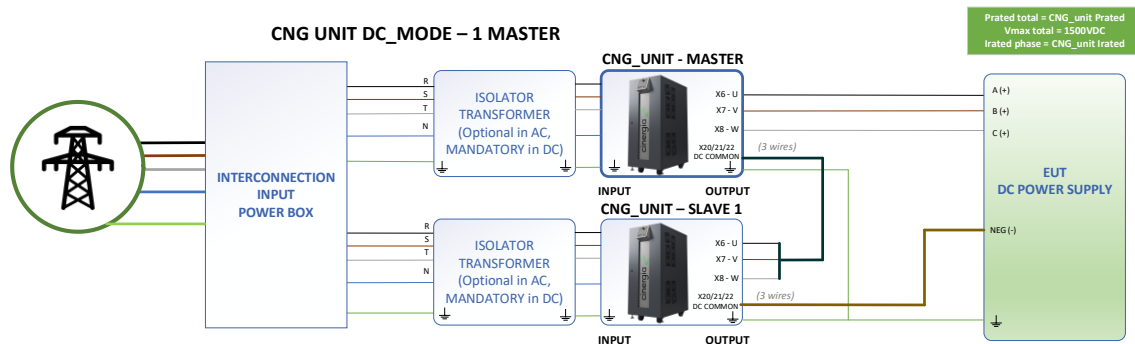 Prated total = CNG_unit Prated
Vmax total = 1500VDC
Irated phase = CNG_unit Irated
CNG UNIT DC_MODE – 1 MASTER
INTERCONNECTION
INPUT
POWER BOX
R
S
T
N
ISOLATOR
TRANSFORMER
(Optional in AC,
MANDATORY in DC)
CNG_UNIT - MASTER
cinergia
X6 - U
X7 - V
X8 - W
X20/21/22
DC COMMON
(3 wires)
INPUT
OUTPUT
R
S
T
N
ISOLATOR
TRANSFORMER
(Optional in AC,
MANDATORY in DC)
CNG_UNIT – SLAVE 1
cinergia
X6 - U
X7 - V
X8 - W
X20/21/22
DC COMMON
(3 wires)
INPUT
OUTPUT
A (+)
B (+)
C (+)
EUT
DC POWER SUPPLY
NEG (-)